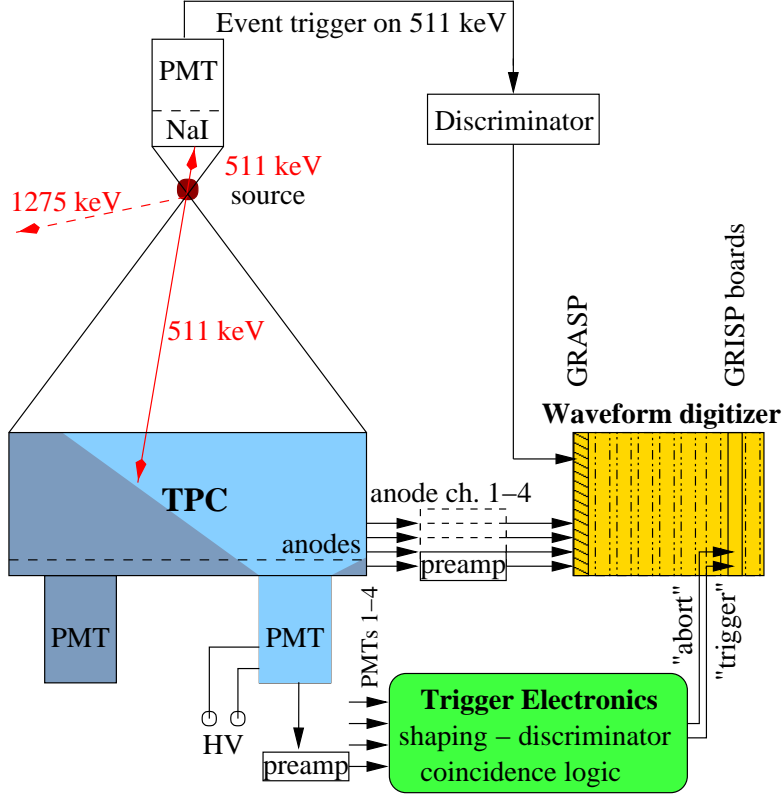 Event trigger on 511 keV
PMT
NaI
Discriminator
511 keV
1275 keV
source
511 keV
GRASP
GRISP boards
Waveform digitizer
TPC
anode ch. 1–4
anodes
preamp
PMT
PMT
PMTs 1–4
"abort"
"trigger"
HV
preamp
Trigger Electronics
shaping – discriminator
coincidence logic